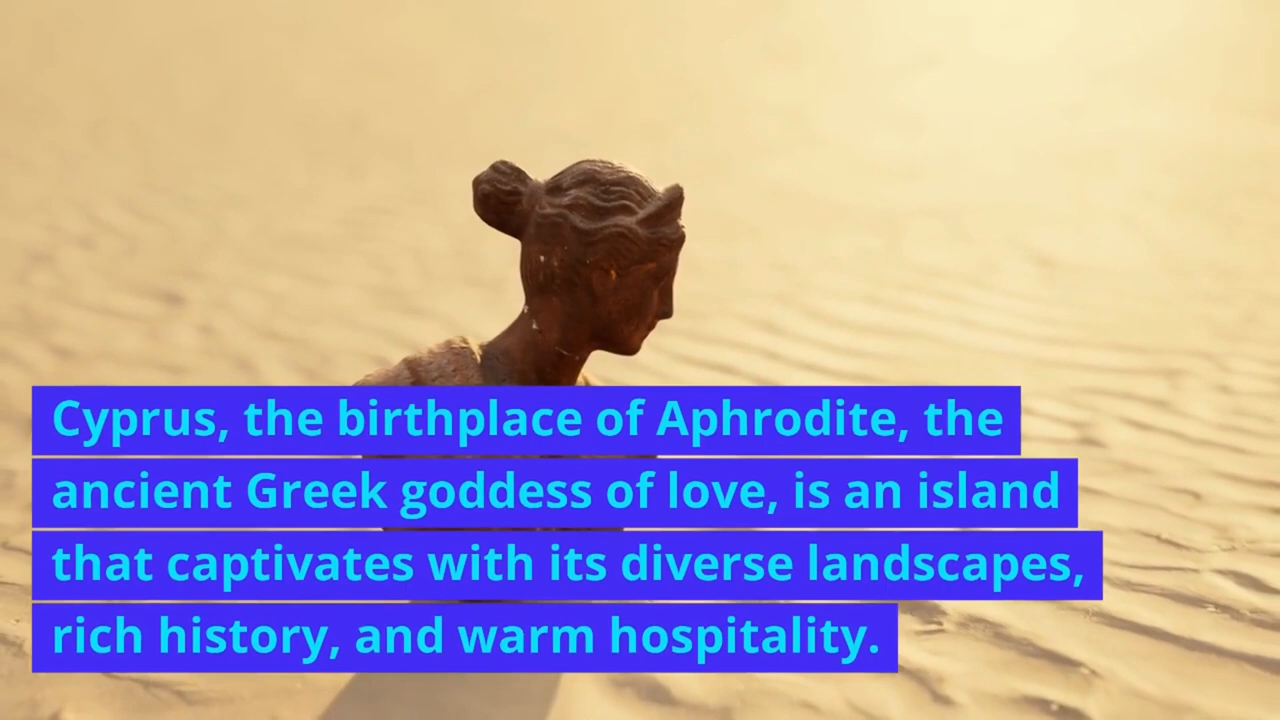 Cyprus, the birthplace of Aphrodite, the
ancient Greek goddess of love, is an island
that captivates with its diverse landscapes,
rich history, and warm hospitality.